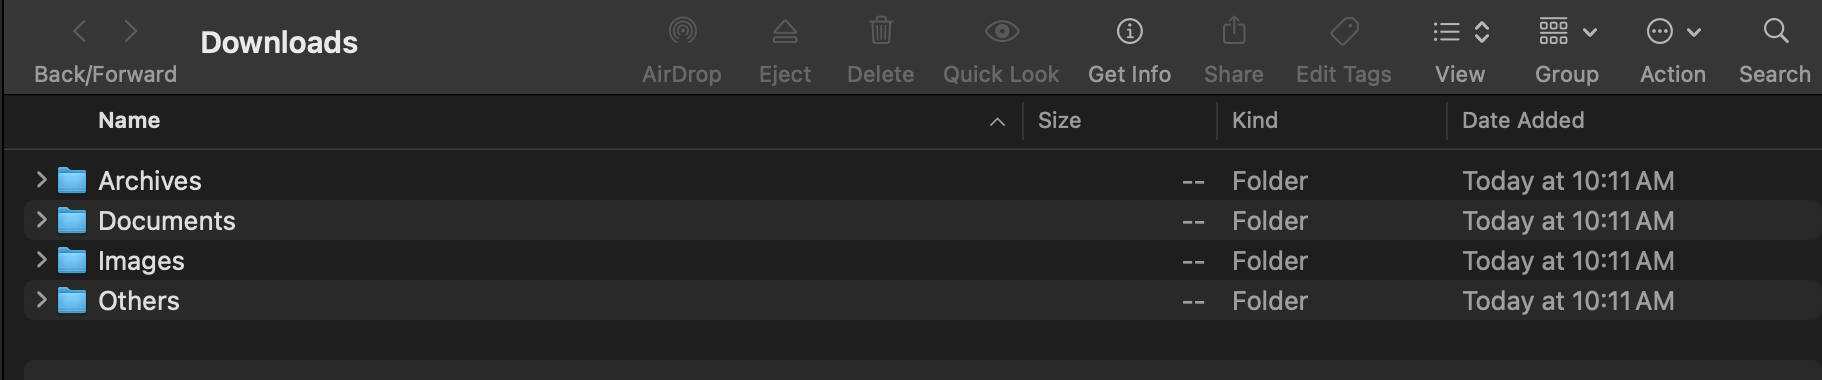 Downloads
Back/Forward AirDrop Eject Delete Quick Look Get Info Share Edit Tags View Group Action Search
Name Size Kind Date Added
Archives -- Folder Today at 10:11 AM
Documents -- Folder Today at 10:11 AM
Images -- Folder Today at 10:11 AM
Others -- Folder Today at 10:11 AM